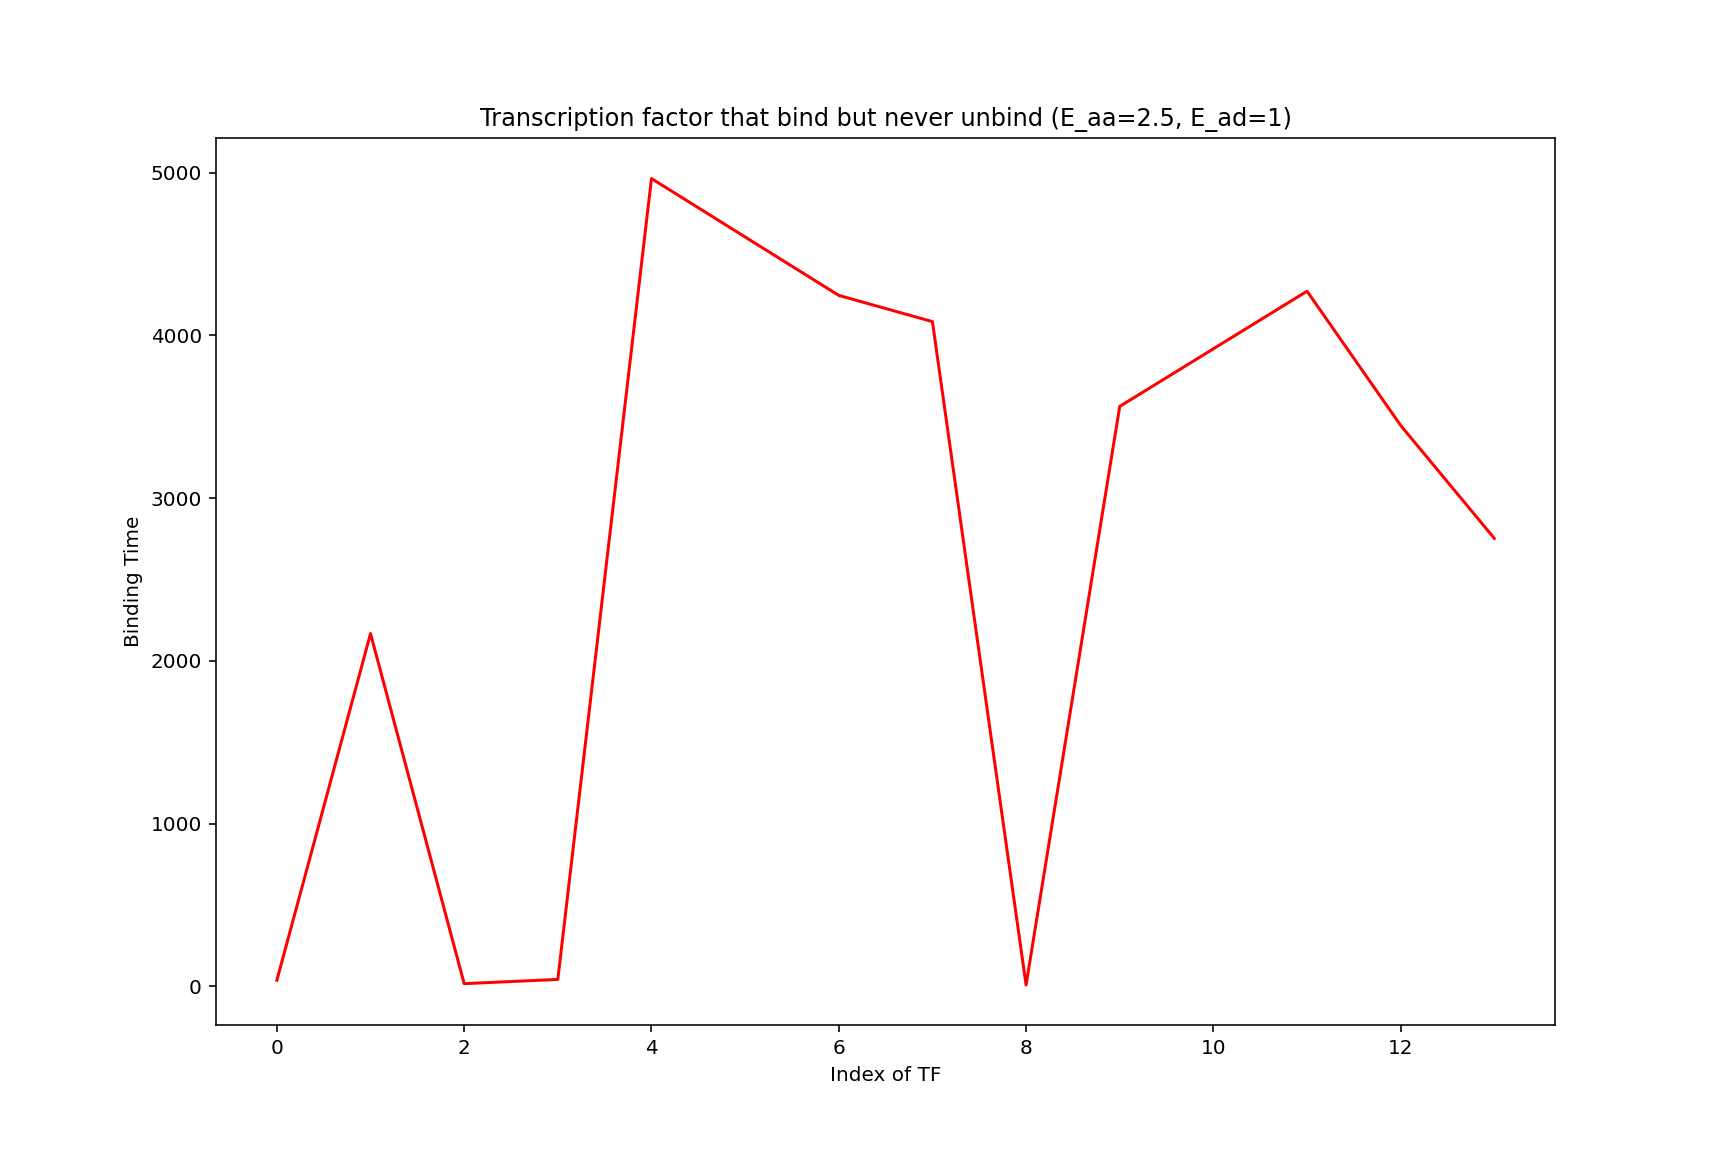 Transcription factor that bind but never unbind (E_aa=2.5, E_ad=1)
5000
4000
3000
2000
1000
0
Binding Time
0 2 4 6 8 10 12
Index of TF